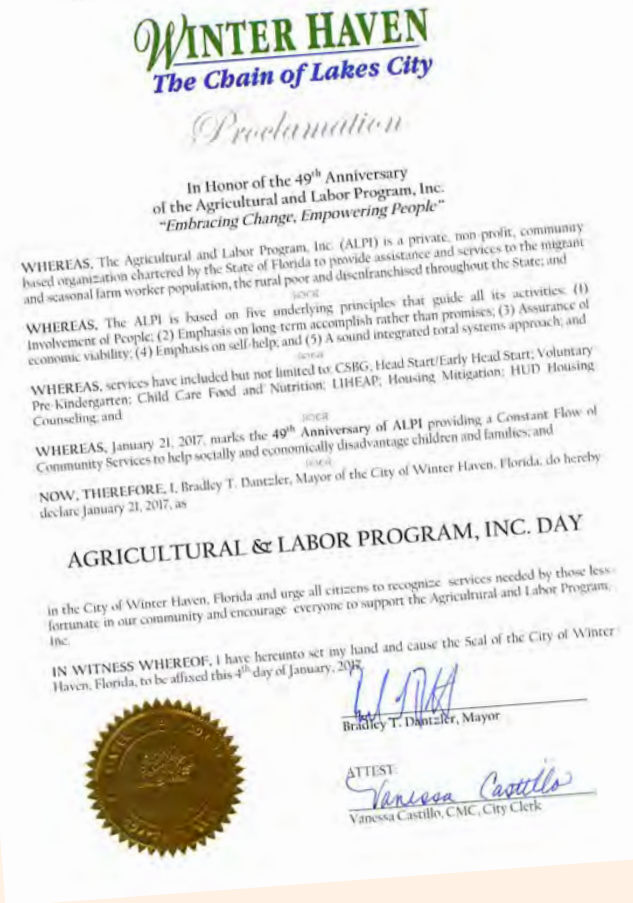 WINTER HAVEN
The Chain of Lakes City
Proclamation
In Honor of the 49th Anniversary
of the Agricultural and Labor Program, Inc.
"Embracing Change, Empowering People"
WHEREAS, The Agricultural and Labor Program, Inc. (ALPI) is a private, non-profit, community
based organization chartered by the State of Florida to provide assistance and services to the migrant
and seasonal farm worker population, the rural poor and disenfranchised throughout the State; and
WHEREAS, The ALPI is based on five underlying principles that guide all its activities: (1)
Involvement of People; (2) Emphasis on long-term accomplish rather than promises; (3) Assurance of
economic viability; (4) Emphasis on self-help; and (5) A sound integrated total systems approach; and
WHEREAS, services have included but not limited to: CSBG, Head Start/Early Head Start; Voluntary
Pre-Kindergarten; Child Care Food and Nutrition; LIHEAP; Housing Mitigation; HUD Housing
Counseling; and
WHEREAS, January 21, 2017, marks the 49th Anniversary of ALPI providing a Constant Flow of
Community Services to help socially and economically disadvantage children and families; and
NOW, THEREFORE, I, Bradley T. Dantzler, Mayor of the City of Winter Haven, Florida, do hereby
declare January 21, 2017, as
AGRICULTURAL & LABOR PROGRAM, INC. DAY
in the City of Winter Haven, Florida and urge all citizens to recognize services needed by those less-
fortunate in our community and encourage everyone to support the Agricultural and Labor Program,
Inc.
IN WITNESS WHEREOF, I have hereunto set my hand and cause the Seal of the City of Winter
Haven, Florida, to be affixed this 4th day of January, 2017.
Bradley T. Dantzler, Mayor
ATTEST:
Vanessa Castillo
Vanessa Castillo, CMC, City Clerk